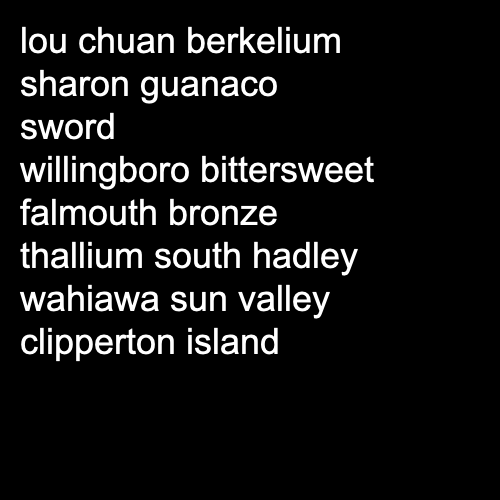 lou chuan berkelium
sharon guanaco
sword
willingboro bittersweet
falmouth bronze
thallium south hadley
wahiawa sun valley
clipperton island